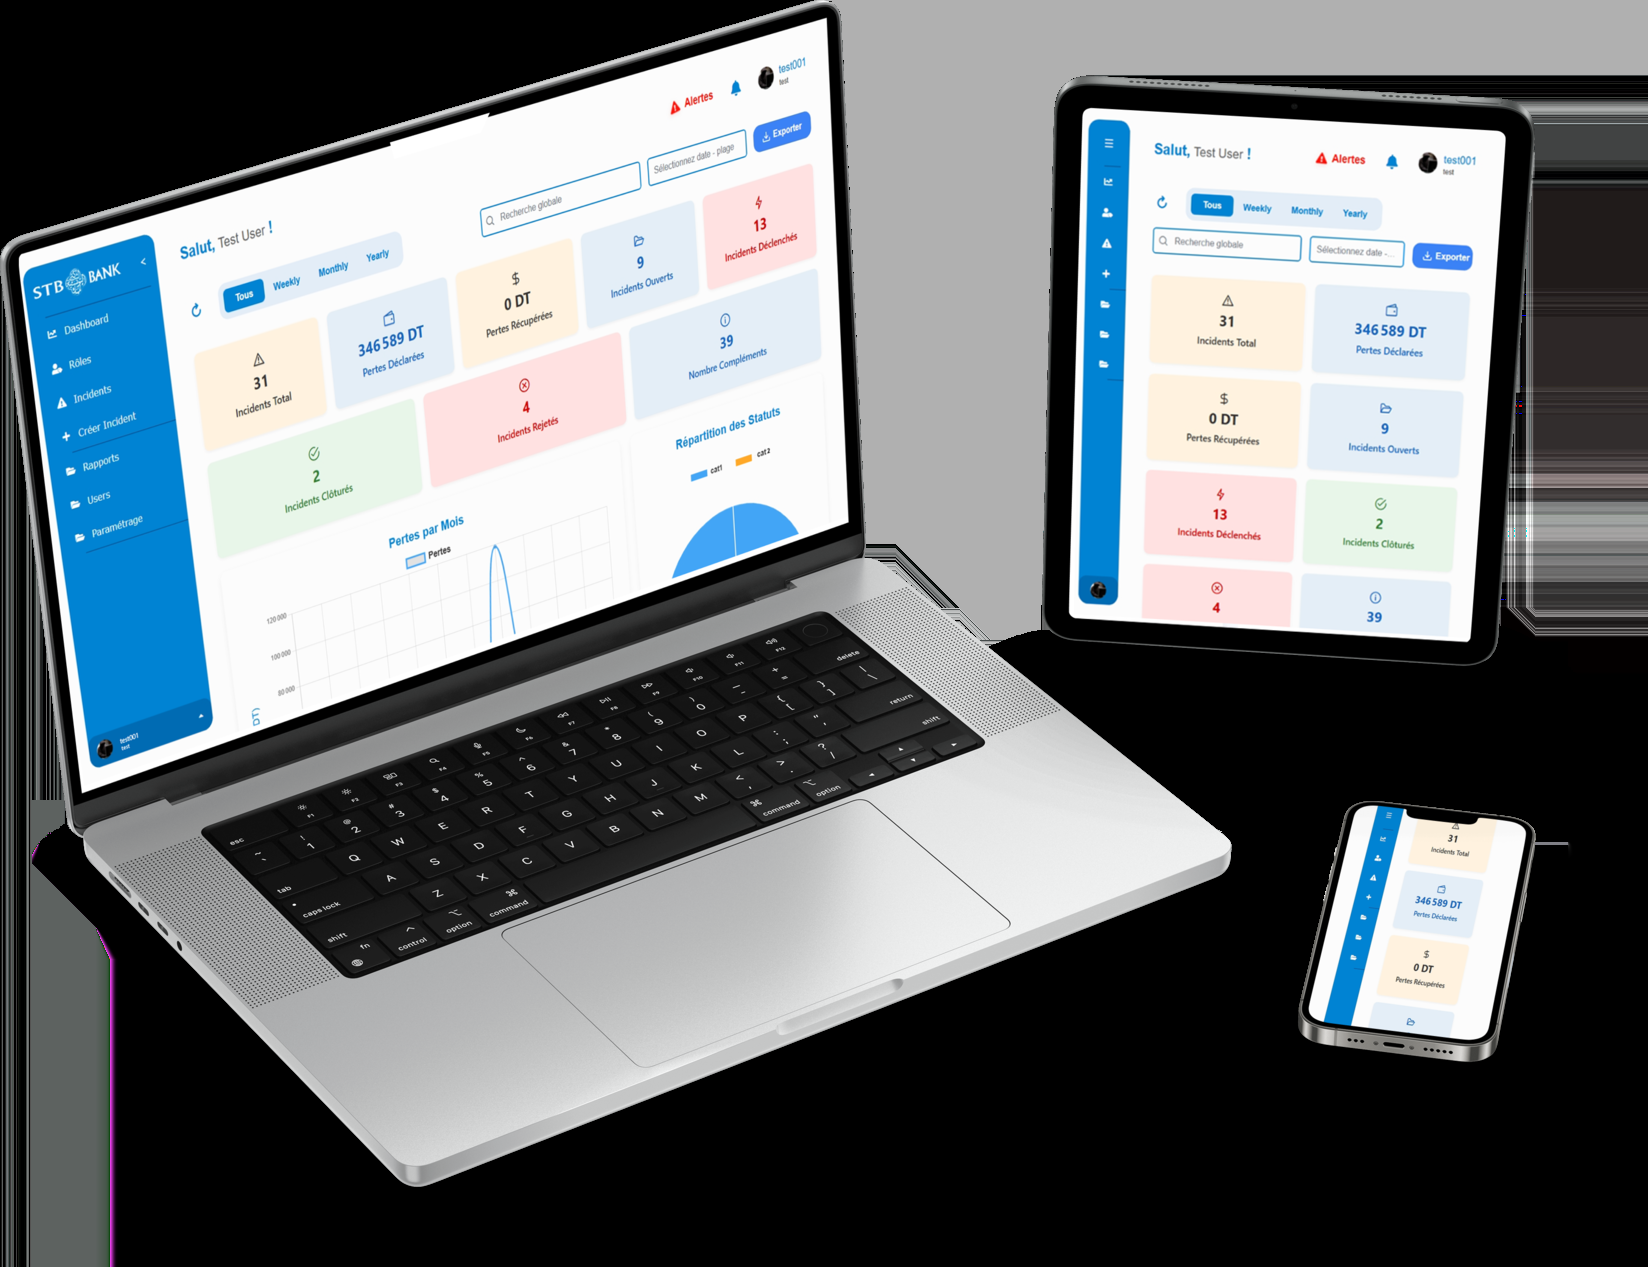 Alertes
test001
test
Sélectionnez date - plage
Exporter
Recherche globale
Salut, Test User !
Tous
Weekly
Monthly
Yearly
STB BANK
<
Dashboard
Rôles
Incidents
Créer Incident
Rapports
Users
Paramétrage
test001
test
31
Incidents Total
346 589 DT
Pertes Déclarées
$
0 DT
Pertes Récupérées
9
Incidents Ouverts
13
Incidents Déclenchés
2
Incidents Clôturés
4
Incidents Rejetés
39
Nombre Compléments
Pertes par Mois
Pertes
120 000
100 000
80 000
DT)
Répartition des Statuts
cat1
cat2
esc
F1
F2
F3
F4
F5
F6
F7
F8
F9
F10
F11
F12
~ `
! 1
@ 2
# 3
$ 4
% 5
^ 6
& 7
* 8
( 9
) 0
_ -
+ =
delete
tab
Q W E R T Y U I O P { [ } ] | \
caps lock
A S D F G H J K L : ; " '
return
shift
Z X C V B N M < , > . ? /
shift
fn
control
option
command
command
option
Salut, Test User !
Alertes
test001
test
Tous
Weekly
Monthly
Yearly
Recherche globale
Sélectionnez date -...
Exporter
31
Incidents Total
346 589 DT
Pertes Déclarées
$
0 DT
Pertes Récupérées
9
Incidents Ouverts
13
Incidents Déclenchés
2
Incidents Clôturés
4
39
31
Incidents Total
346 589 DT
Pertes Déclarées
$
0 DT
Pertes Récupérées